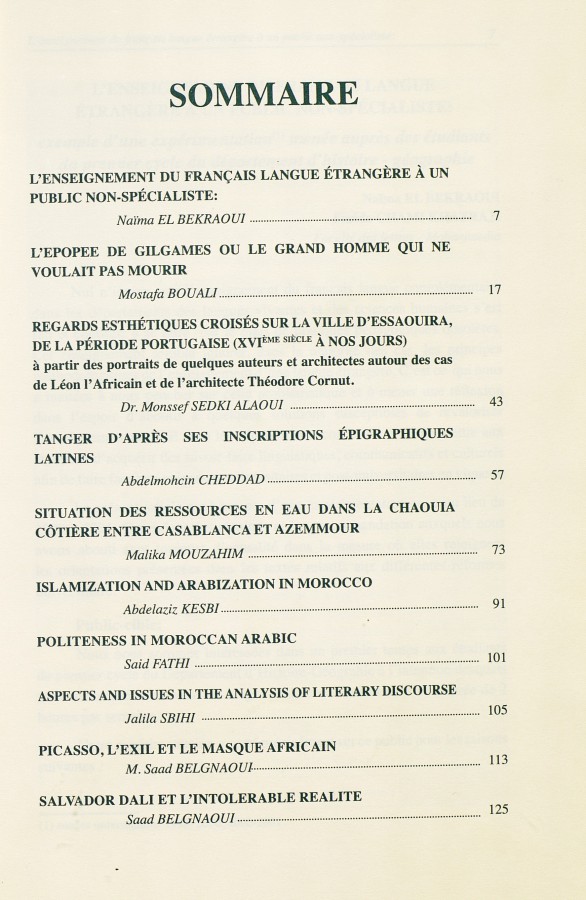 SOMMAIRE
L'ENSEIGNEMENT DU FRANÇAIS LANGUE ÉTRANGÈRE À UN
PUBLIC NON-SPÉCIALISTE:
Naïma EL BEKRAOUI ........ 7
L'EPOPEE DE GILGAMES OU LE GRAND HOMME QUI NE
VOULAIT PAS MOURIR
Mostafa BOUALI ........ 17
REGARDS ESTHÉTIQUES CROISÉS SUR LA VILLE D'ESSAOUIRA,
DE LA PÉRIODE PORTUGAISE (XVIÈME SIÈCLE À NOS JOURS)
à partir des portraits de quelques auteurs et architectes autour des cas
de Léon l'Africain et de l'architecte Théodore Cornut.
Dr. Monssef SEDKI ALAOUI ........ 43
TANGER D'APRÈS SES INSCRIPTIONS ÉPIGRAPHIQUES
LATINES
Abdelmohcin CHEDDAD ........ 57
SITUATION DES RESSOURCES EN EAU DANS LA CHAOUIA
CÔTIÈRE ENTRE CASABLANCA ET AZEMMOUR
Malika MOUZAHIM ........ 73
ISLAMIZATION AND ARABIZATION IN MOROCCO
Abdelaziz KESBI ........ 91
POLITENESS IN MOROCCAN ARABIC
Said FATHI ........ 101
ASPECTS AND ISSUES IN THE ANALYSIS OF LITERARY DISCOURSE
Jalila SBIHI ........ 105
PICASSO, L'EXIL ET LE MASQUE AFRICAIN
M. Saad BELGNAOUI ........ 113
SALVADOR DALI ET L'INTOLERABLE REALITE
Saad BELGNAOUI ........ 125